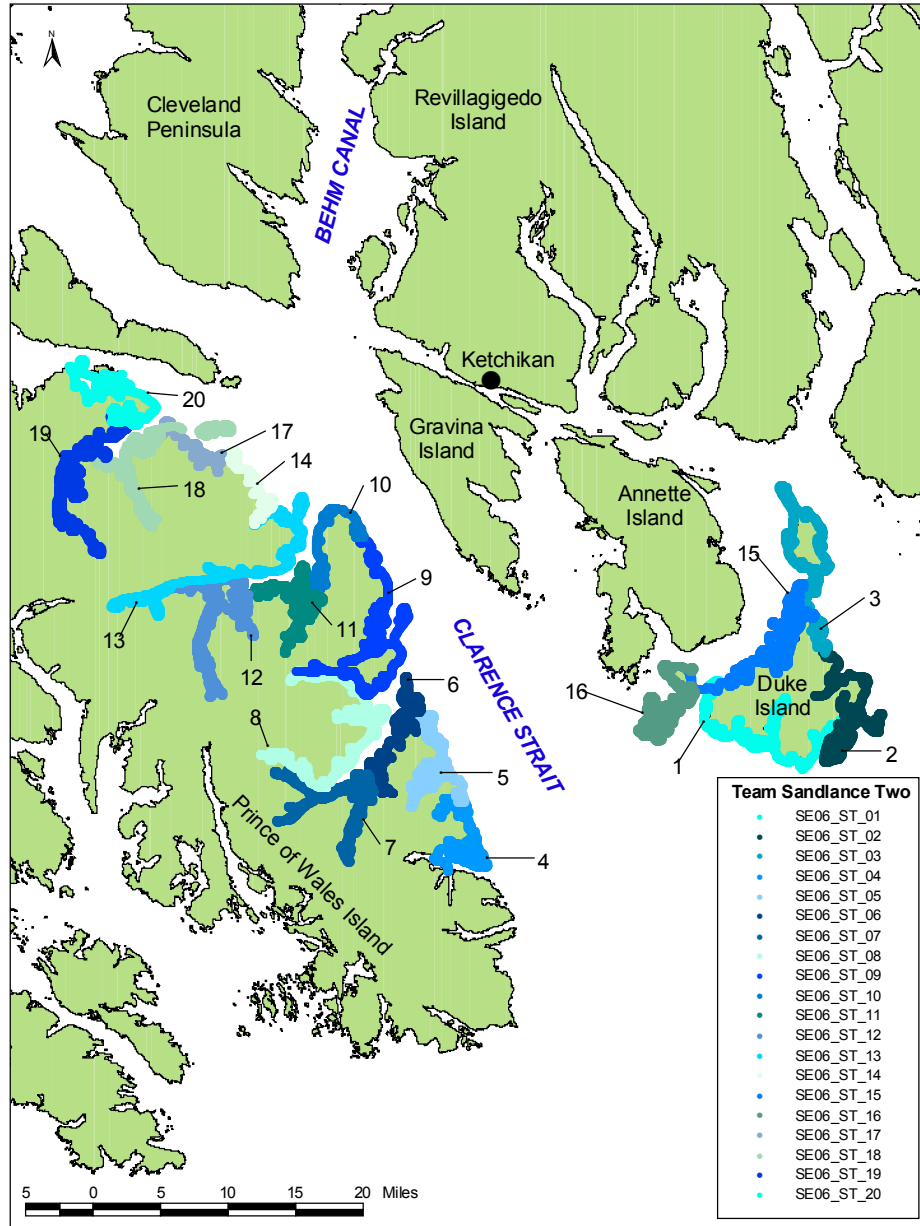 N
Cleveland
Peninsula
Revillagigedo
Island
BEHM CANAL
Ketchikan
Gravina
Island
Annette
Island
20
19
17
14
18
10
9
15
3
13
12
11
6
CLARENCE STRAIT
16
Duke
Island
8
5
1
2
7
4
Prince of Wales Island
Team Sandlance Two
SE06_ST_01
SE06_ST_02
SE06_ST_03
SE06_ST_04
SE06_ST_05
SE06_ST_06
SE06_ST_07
SE06_ST_08
SE06_ST_09
SE06_ST_10
SE06_ST_11
SE06_ST_12
SE06_ST_13
SE06_ST_14
SE06_ST_15
SE06_ST_16
SE06_ST_17
SE06_ST_18
SE06_ST_19
SE06_ST_20
5 0 5 10 15 20 Miles